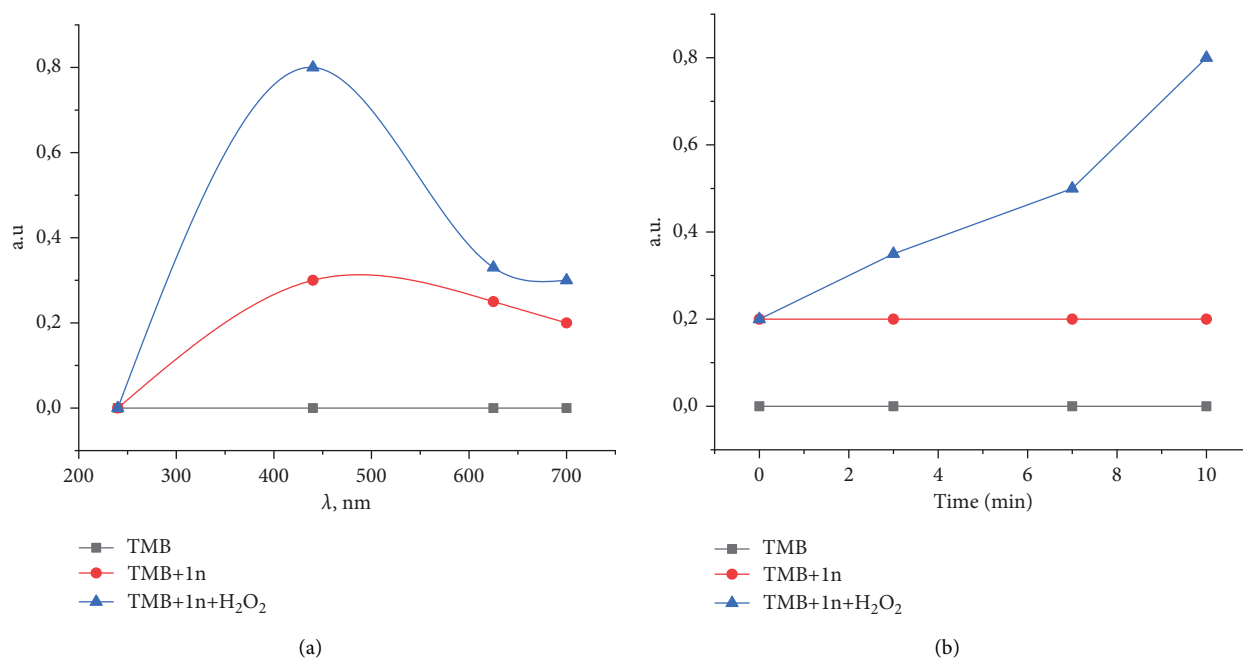 0,8
0,6
0,4
0,2
0,0
a.u
200 300 400 500 600 700
λ, nm
TMB
TMB+1n
TMB+1n+H₂O₂
(a)
0,8
0,6
0,4
0,2
0,0
a.u.
0 2 4 6 8 10
Time (min)
TMB
TMB+1n
TMB+1n+H₂O₂
(b)